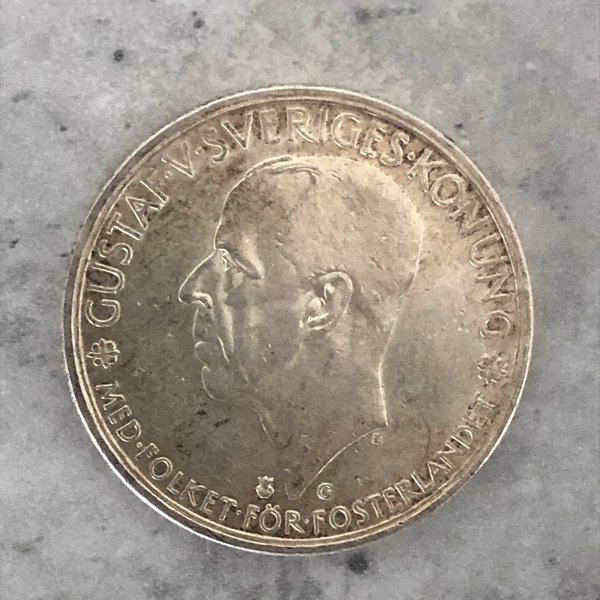 GUSTAF·V·SVERIGES·KONUNG
MED·FOLKET·FÖR·FOSTERLANDET
G